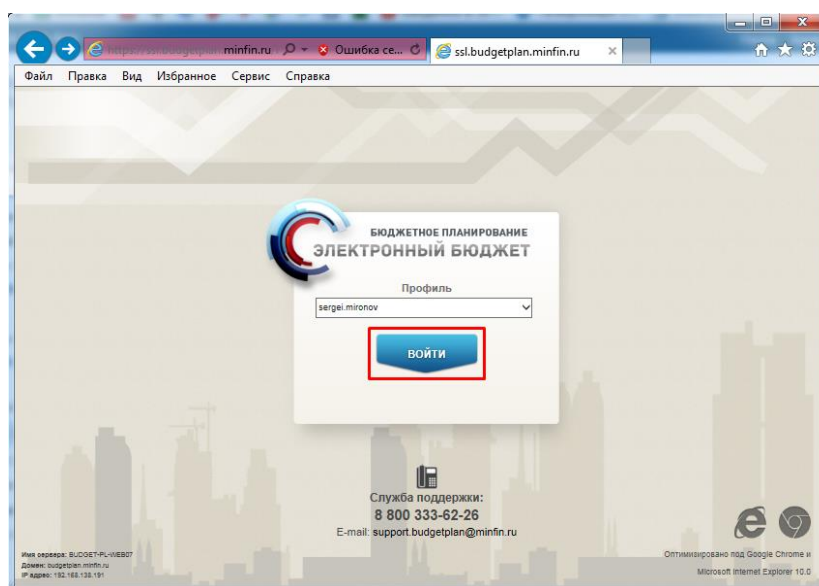 minfin.ru
Ошибка се...
ssl.budgetplan.minfin.ru
Файл Правка Вид Избранное Сервис Справка
БЮДЖЕТНОЕ ПЛАНИРОВАНИЕ
ЭЛЕКТРОННЫЙ БЮДЖЕТ
Профиль
sergei.mironov
ВОЙТИ
Служба поддержки:
8 800 333-62-26
E-mail: support.budgetplan@minfin.ru
Имя сервера: BUDGET-PL-WEB07
Домен: budgetplan.minfin.ru
IP адрес: 192.168.138.191
Оптимизировано под Google Chrome и
Microsoft Internet Explorer 10.0